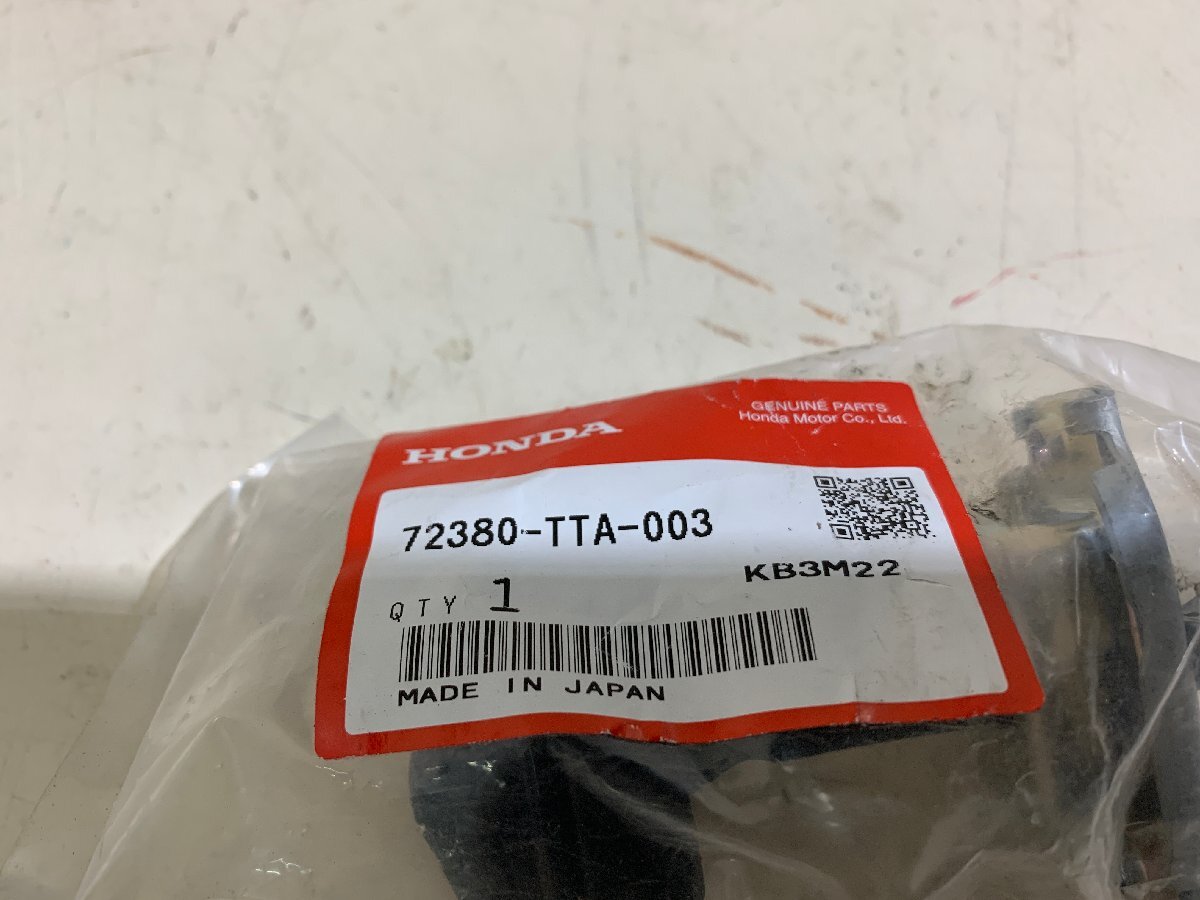 HONDA
GENUINE PARTS
Honda Motor Co., Ltd.
72380-TTA-003
KB3M22
QTY 1
MADE IN JAPAN